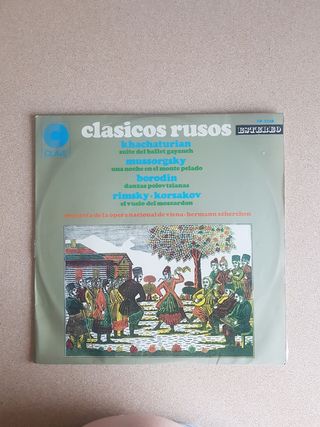 CLAVE
clasicos rusos
ESTEREO
khachaturian
suite del ballet gayaneh
mussorgsky
una noche en el monte pelado
borodin
danzas polovtzianas
rimsky - korsakov
el vuelo del moscardon
orquesta de la opera nacional de viena - hermann scherchen